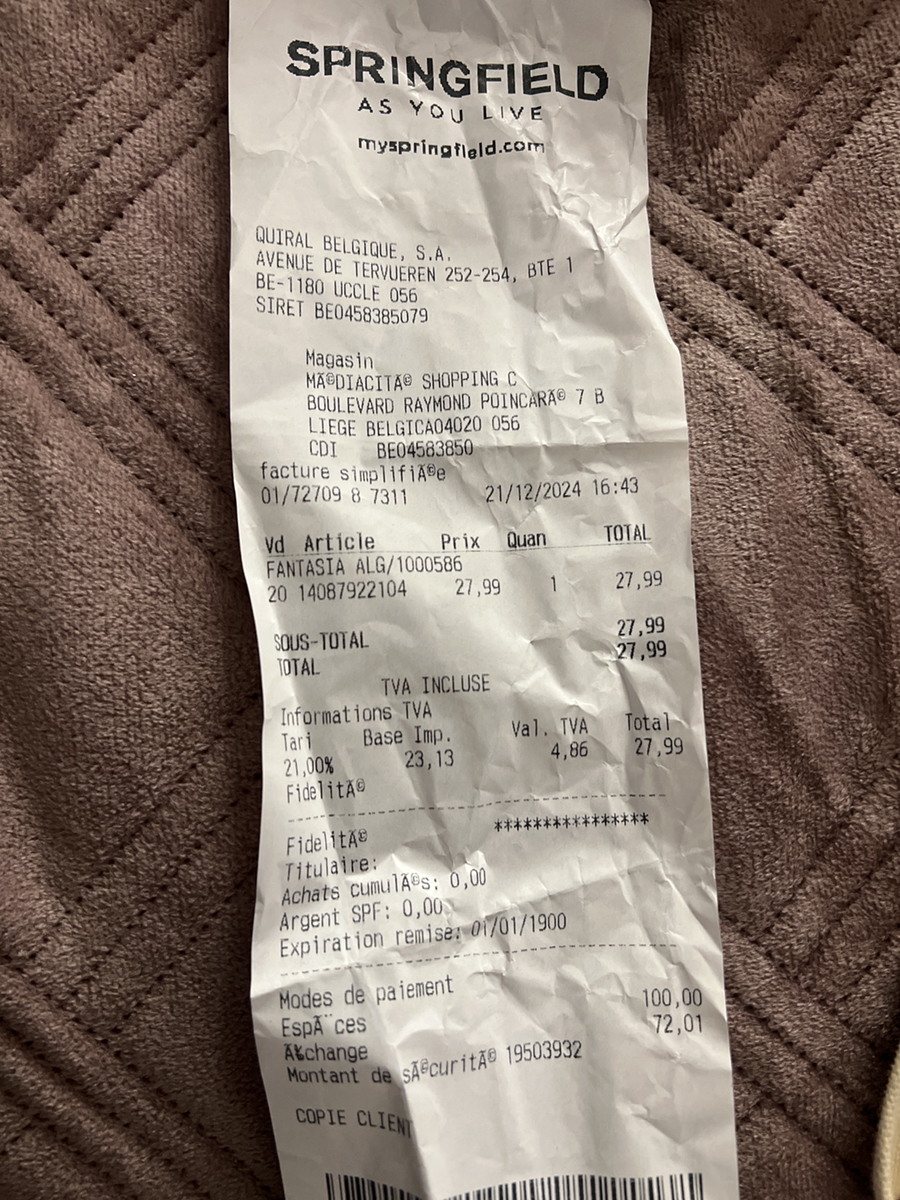 SPRINGFIELD
AS YOU LIVE
myspringfield.com
QUIRAL BELGIQUE, S.A.
AVENUE DE TERVUEREN 252-254, BTE 1
BE-1180 UCCLE 056
SIRET BE0458385079
Magasin
MÃ©DIACITÃ© SHOPPING C
BOULEVARD RAYMOND POINCARÃ© 7 B
LIEGE BELGICA04020 056
CDI BE04583850
facture simplifiÃ©e
01/72709 8 7311 21/12/2024 16:43
Vd Article Prix Quan TOTAL
FANTASIA ALG/1000586
20 14087922104 27,99 1 27,99
SOUS-TOTAL 27,99
TOTAL 27,99
TVA INCLUSE
Informations TVA
Tari Base Imp. Val. TVA Total
21,00% 23,13 4,86 27,99
FidelitÃ©
FidelitÃ© ****************
Titulaire:
Achats cumulÃ©s: 0,00
Argent SPF: 0,00
Expiration remise: 01/01/1900
Modes de paiement
EspÃ¨ces 100,00
Ã‰change 72,01
Montant de sÃ©curitÃ© 19503932
COPIE CLIENT